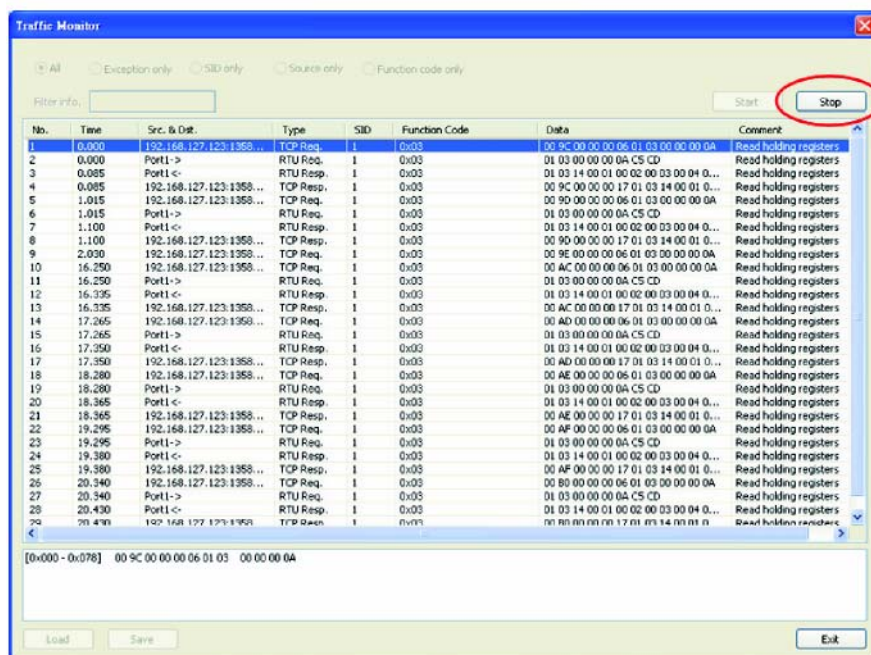 Traffic Monitor
All Exception only SID only Source only Function code only
Filter info. Start Stop
No. Time Src. & Dst. Type SID Function Code Data Comment
1 0.000 192.168.127.123:1358... TCP Req. 1 0x03 00 9C 00 00 00 06 01 03 00 00 00 0A Read holding registers
2 0.000 Port1-> RTU Req. 1 0x03 01 03 00 00 00 0A C5 CD Read holding registers
3 0.085 Port1<- RTU Resp. 1 0x03 01 03 14 00 01 00 02 00 03 00 04 0... Read holding registers
4 0.085 192.168.127.123:1358... TCP Resp. 1 0x03 00 9C 00 00 00 17 01 03 14 00 01 0... Read holding registers
5 1.015 192.168.127.123:1358... TCP Req. 1 0x03 00 9D 00 00 00 06 01 03 00 00 00 0A Read holding registers
6 1.015 Port1-> RTU Req. 1 0x03 01 03 00 00 00 0A C5 CD Read holding registers
7 1.100 Port1<- RTU Resp. 1 0x03 01 03 14 00 01 00 02 00 03 00 04 0... Read holding registers
8 1.100 192.168.127.123:1358... TCP Resp. 1 0x03 00 9D 00 00 00 17 01 03 14 00 01 0... Read holding registers
9 2.030 192.168.127.123:1358... TCP Req. 1 0x03 00 9E 00 00 00 06 01 03 00 00 00 0A Read holding registers
10 16.250 192.168.127.123:1358... TCP Req. 1 0x03 00 AC 00 00 00 06 01 03 00 00 00 0A Read holding registers
11 16.250 Port1-> RTU Req. 1 0x03 01 03 00 00 00 0A C5 CD Read holding registers
12 16.335 Port1<- RTU Resp. 1 0x03 01 03 14 00 01 00 02 00 03 00 04 0... Read holding registers
13 16.335 192.168.127.123:1358... TCP Resp. 1 0x03 00 AC 00 00 00 17 01 03 14 00 01 0... Read holding registers
14 17.265 192.168.127.123:1358... TCP Req. 1 0x03 00 AD 00 00 00 06 01 03 00 00 00 0A Read holding registers
15 17.265 Port1-> RTU Req. 1 0x03 01 03 00 00 00 0A C5 CD Read holding registers
16 17.350 Port1<- RTU Resp. 1 0x03 01 03 14 00 01 00 02 00 03 00 04 0... Read holding registers
17 17.350 192.168.127.123:1358... TCP Resp. 1 0x03 00 AD 00 00 00 17 01 03 14 00 01 0... Read holding registers
18 18.280 192.168.127.123:1358... TCP Req. 1 0x03 00 AE 00 00 00 06 01 03 00 00 00 0A Read holding registers
19 18.280 Port1-> RTU Req. 1 0x03 01 03 00 00 00 0A C5 CD Read holding registers
20 18.365 Port1<- RTU Resp. 1 0x03 01 03 14 00 01 00 02 00 03 00 04 0... Read holding registers
21 18.365 192.168.127.123:1358... TCP Resp. 1 0x03 00 AE 00 00 00 17 01 03 14 00 01 0... Read holding registers
22 19.295 192.168.127.123:1358... TCP Req. 1 0x03 00 AF 00 00 00 06 01 03 00 00 00 0A Read holding registers
23 19.295 Port1-> RTU Req. 1 0x03 01 03 00 00 00 0A C5 CD Read holding registers
24 19.380 Port1<- RTU Resp. 1 0x03 01 03 14 00 01 00 02 00 03 00 04 0... Read holding registers
25 19.380 192.168.127.123:1358... TCP Resp. 1 0x03 00 AF 00 00 00 17 01 03 14 00 01 0... Read holding registers
26 20.340 192.168.127.123:1358... TCP Req. 1 0x03 00 B0 00 00 00 06 01 03 00 00 00 0A Read holding registers
27 20.340 Port1-> RTU Req. 1 0x03 01 03 00 00 00 0A C5 CD Read holding registers
28 20.430 Port1<- RTU Resp. 1 0x03 01 03 14 00 01 00 02 00 03 00 04 0... Read holding registers
29 20.430 192.168.127.123:1358 TCP Resp. 1 0x03 00 B0 00 00 00 17 01 03 14 00 01 0 Read holding registers
[0x000 - 0x078] 00 9C 00 00 00 06 01 03 00 00 00 0A
Load Save Exit